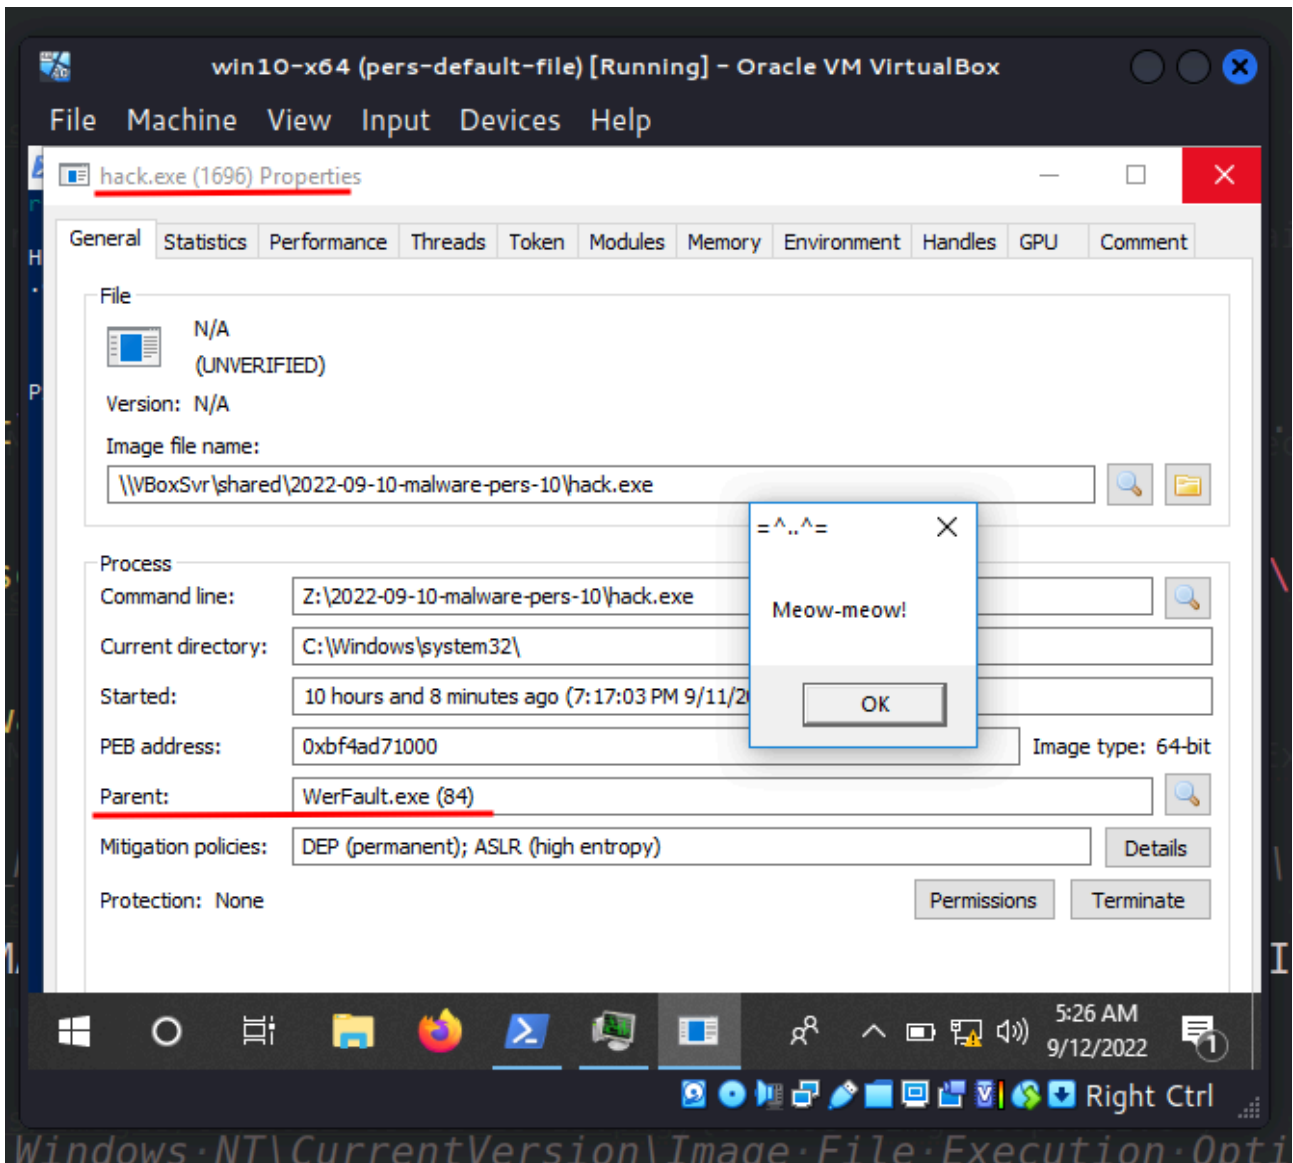 win10-x64 (pers-default-file) [Running] - Oracle VM VirtualBox
File Machine View Input Devices Help
hack.exe (1696) Properties
General Statistics Performance Threads Token Modules Memory Environment Handles GPU Comment
File
N/A
(UNVERIFIED)
Version: N/A
Image file name:
\\VBoxSvr\shared\2022-09-10-malware-pers-10\hack.exe
=^..^=
Meow-meow!
OK
Process
Command line: Z:\2022-09-10-malware-pers-10\hack.exe
Current directory: C:\Windows\system32\
Started: 10 hours and 8 minutes ago (7:17:03 PM 9/11/2
PEB address: 0xbf4ad71000 Image type: 64-bit
Parent: WerFault.exe (84)
Mitigation policies: DEP (permanent); ASLR (high entropy) Details
Protection: None Permissions Terminate
5:26 AM
9/12/2022
1
Right Ctrl
Windows·NT\CurrentVersion\Image·File·Execution·Opti